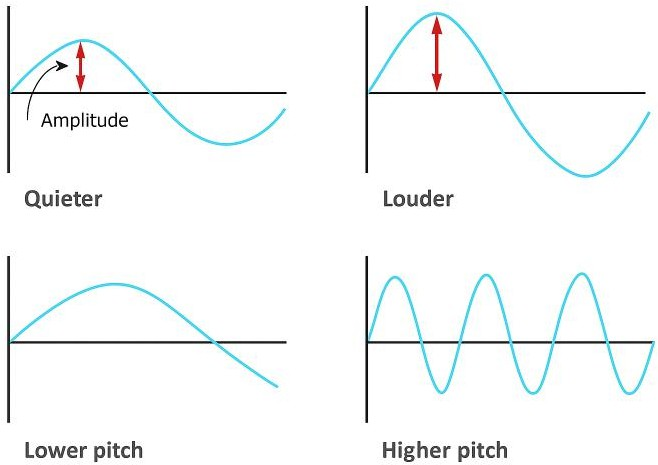 Amplitude
Quieter
Louder
Lower pitch
Higher pitch